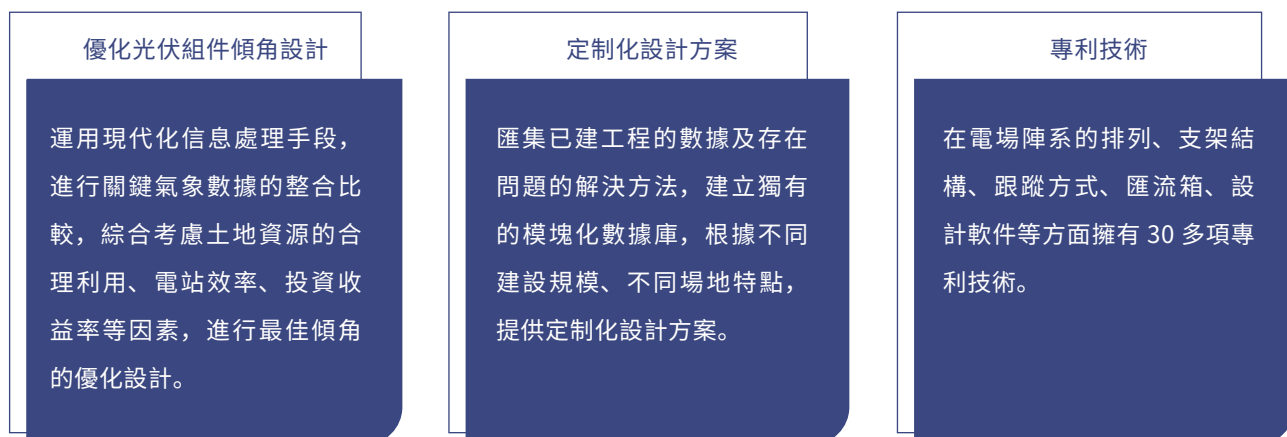 優化光伏組件傾角設計
運用現代化信息處理手段，
進行關鍵氣象數據的整合比
較，綜合考慮土地資源的合
理利用、電站效率、投資收
益率等因素，進行最佳傾角
的優化設計。
定制化設計方案
匯集已建工程的數據及存在
問題的解決方法，建立獨有
的模塊化數據庫，根據不同
建設規模、不同場地特點，
提供定制化設計方案。
專利技術
在電場陣系的排列、支架結
構、跟蹤方式、匯流箱、設
計軟件等方面擁有 30 多項專
利技術。